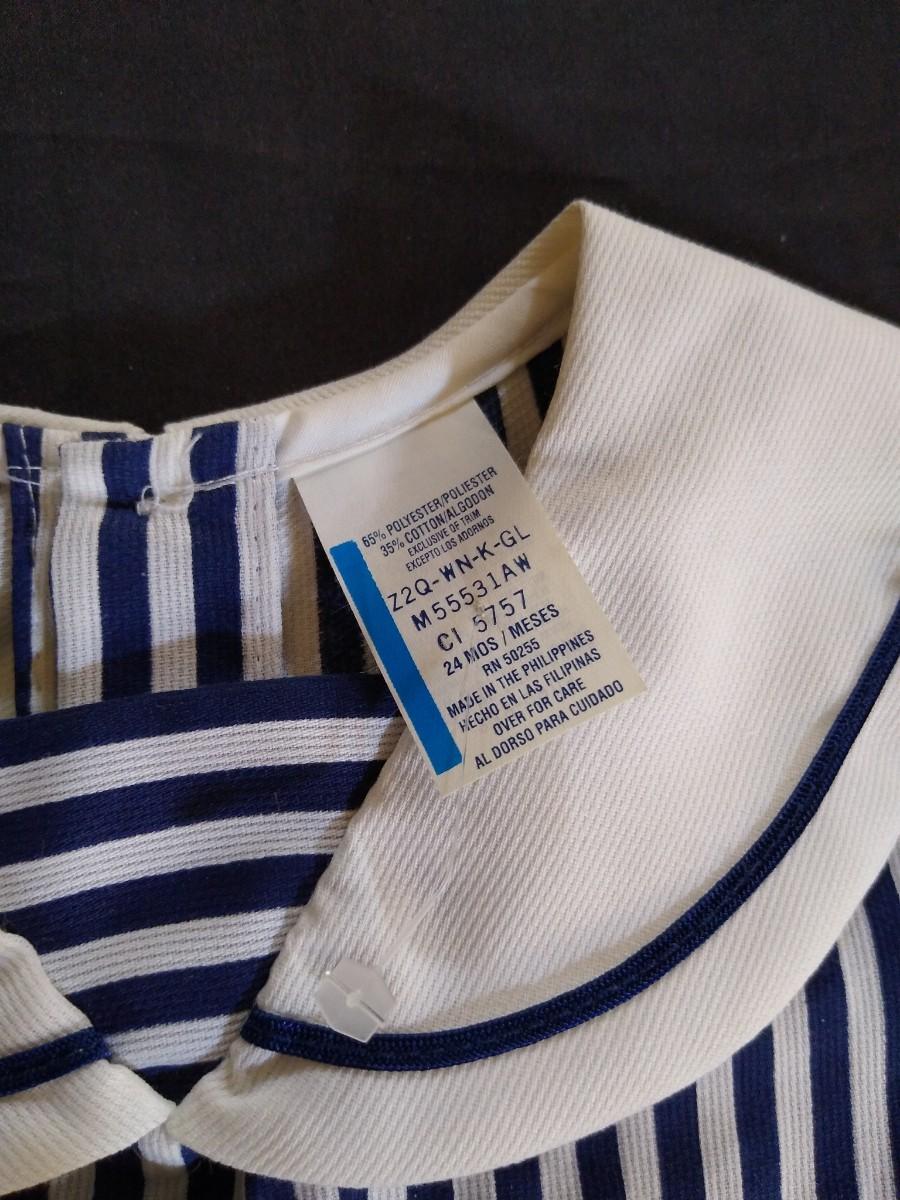 65% POLYESTER/POLIESTER
35% COTTON/ALGODON
EXCLUSIVE OF TRIM
EXCEPTO LOS ADORNOS
Z2Q-WN-K-GL
M55531AW
CI 5757
24 MOS / MESES
RN 50255
MADE IN THE PHILIPPINES
HECHO EN LAS FILIPINAS
OVER FOR CARE
AL DORSO PARA CUIDADO